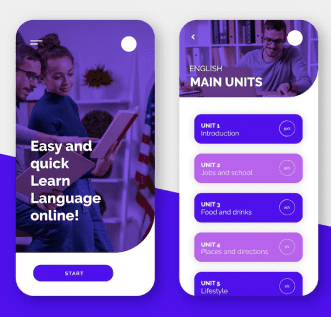 Easy and
quick
Learn
Language
online!
START
ENGLISH
MAIN UNITS
UNIT 1
Introduction
UNIT 2
Jobs and school
UNIT 3
Food and drinks
UNIT 4
Places and directions
UNIT 5
Lifestyle